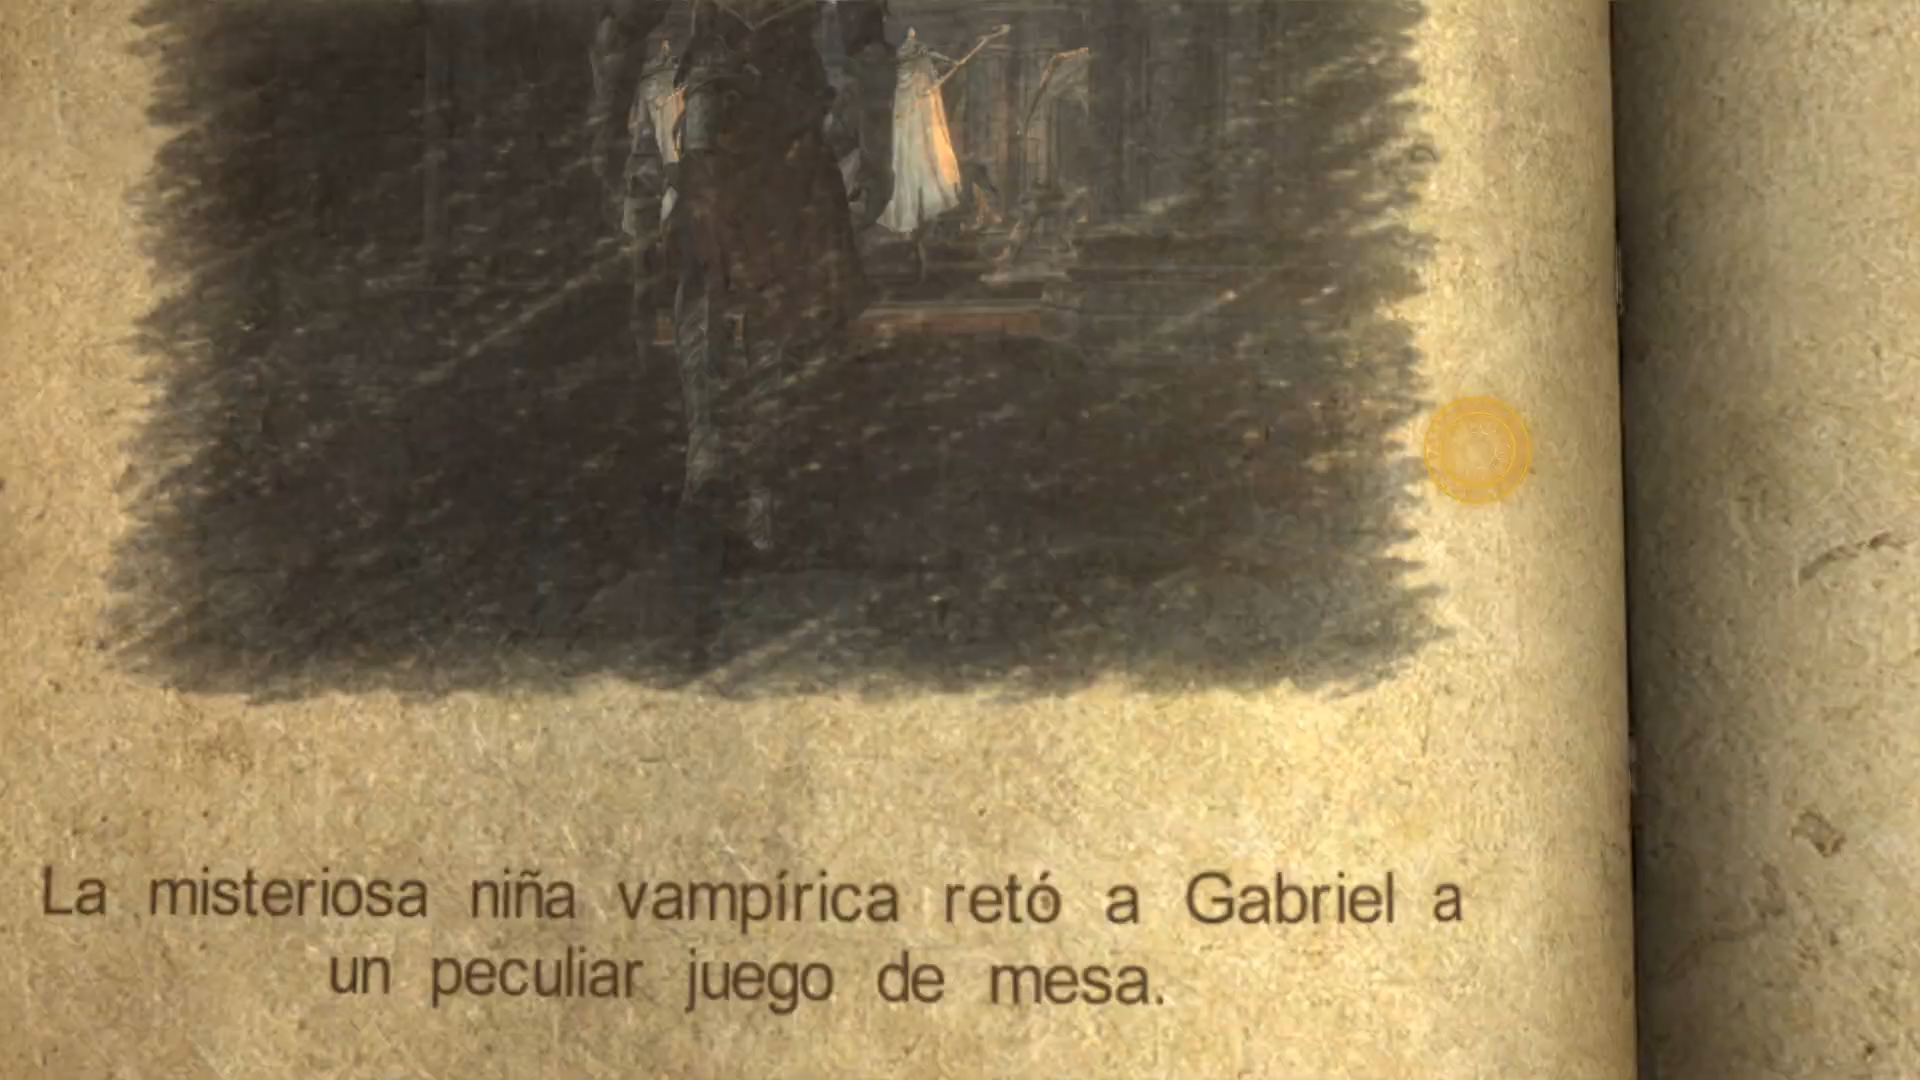 La misteriosa niña vampírica retó a Gabriel a
un peculiar juego de mesa.